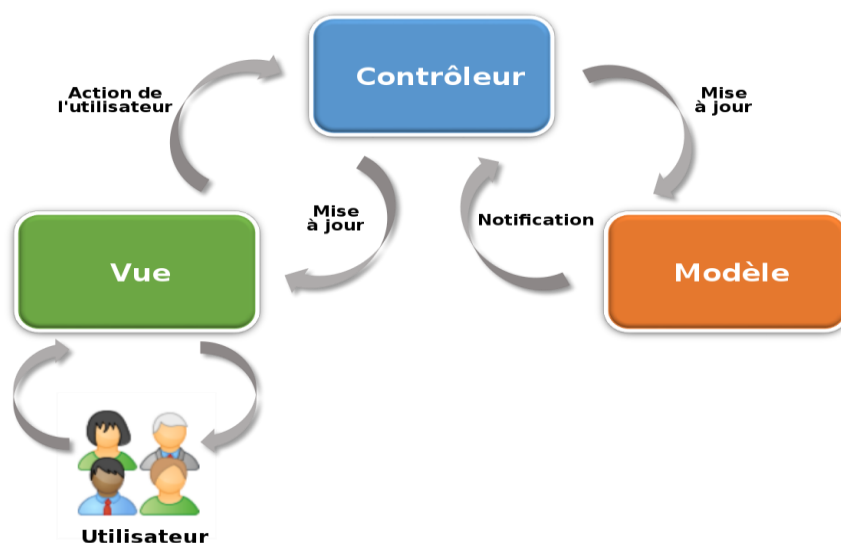 Contrôleur
Action de
l'utilisateur
Mise
à jour
Mise
à jour
Notification
Vue
Modèle
Utilisateur